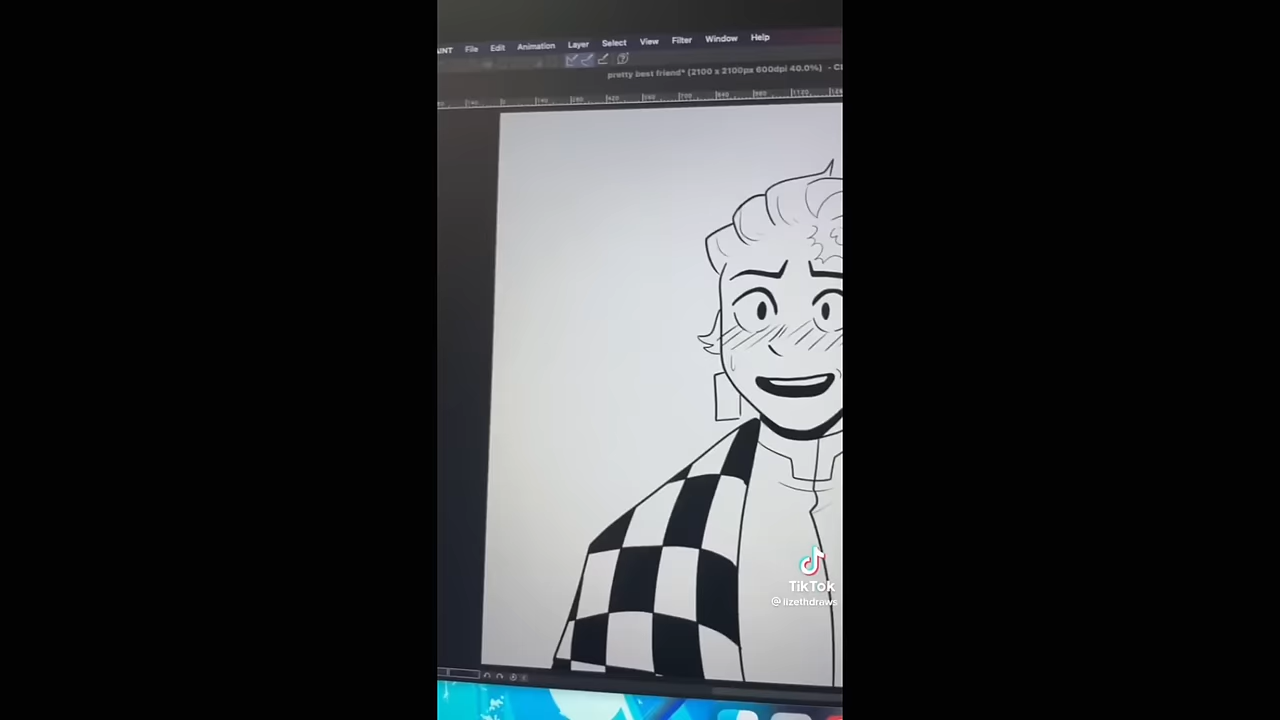 File Edit Animation Layer Select View Filter Window Help
pretty best friend* (2100 x 2100px 600dpi 40.0%)
TikTok
@lizethdraws